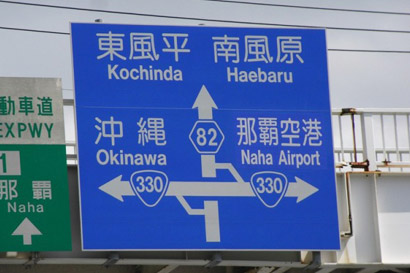 東風平 南風原
Kochinda Haebaru
沖縄 82 那覇空港
Okinawa Naha Airport
330 330
動車道
EXPWY
1
那覇
Naha